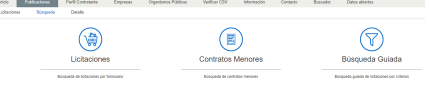 nicio Publicaciones Perfil Contratante Empresas Organismos Públicos Verificar CSV Información Contacto Buscador Datos abiertos
Licitaciones Búsqueda Detalle
Licitaciones Contratos Menores Búsqueda Guiada
Búsqueda de licitaciones por formulario Búsqueda de contratos menores Búsqueda guiada de licitaciones por criterios